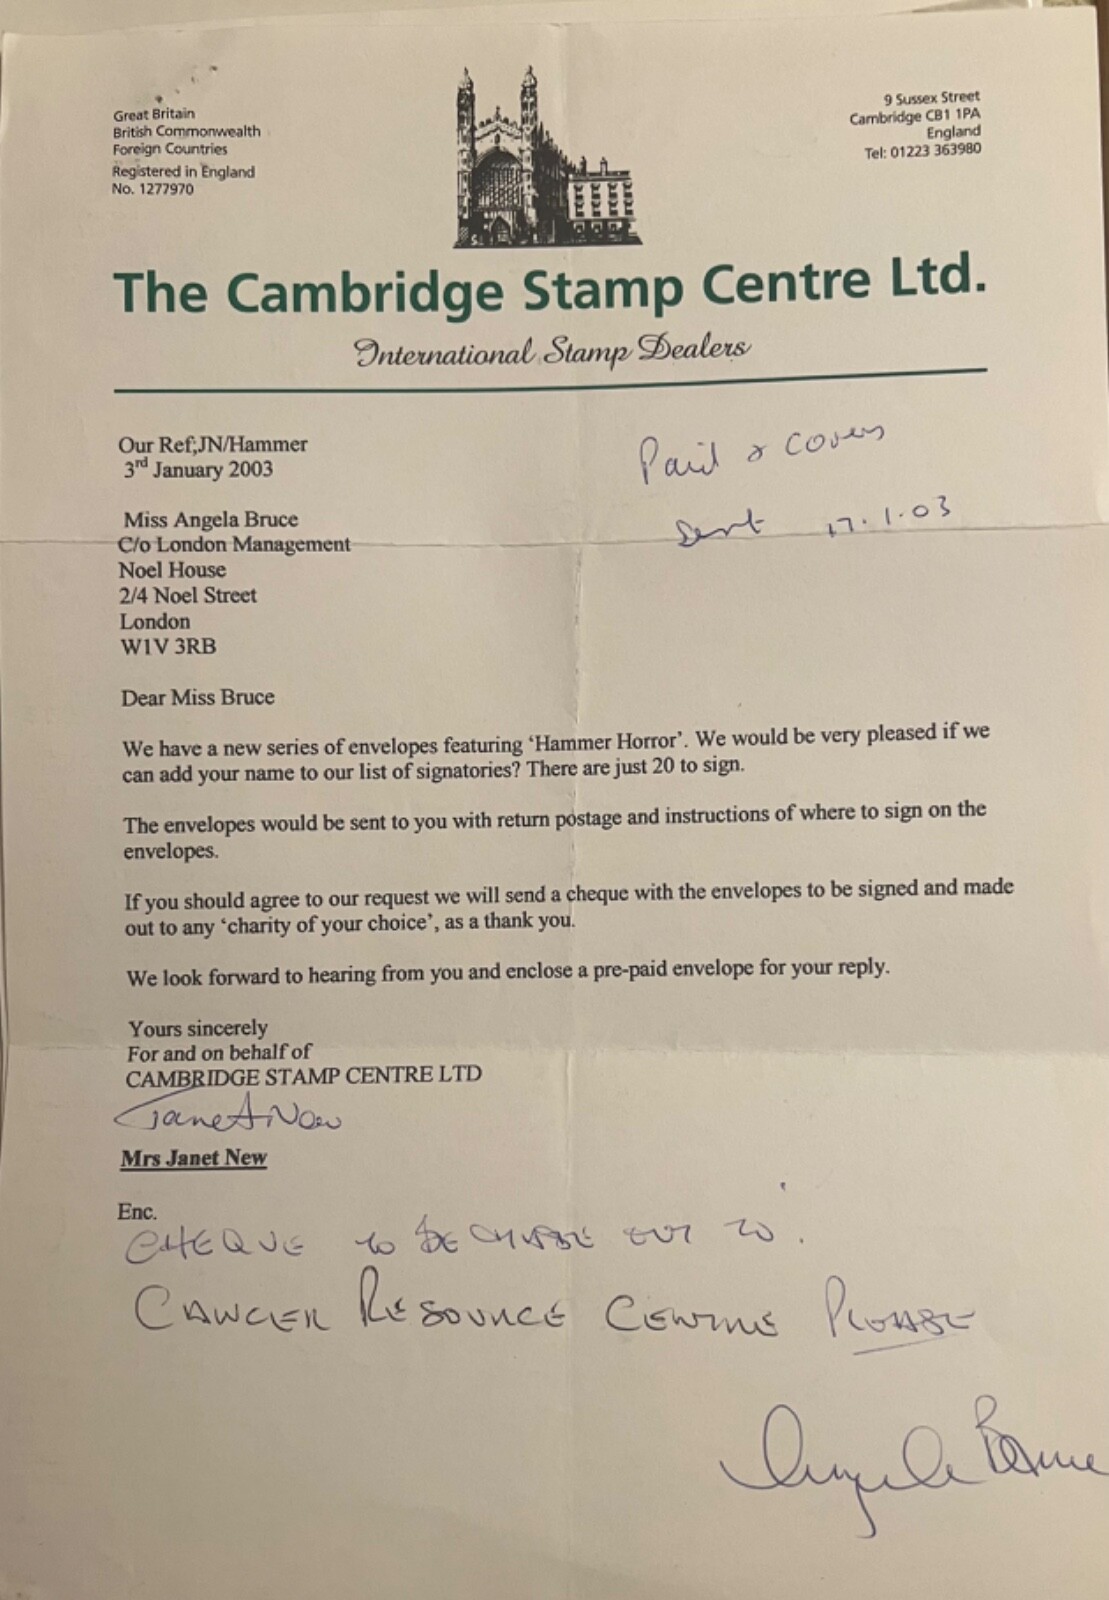 Great Britain
British Commonwealth
Foreign Countries
Registered in England
No. 1277970
9 Sussex Street
Cambridge CB1 1PA
England
Tel: 01223 363980
The Cambridge Stamp Centre Ltd.
International Stamp Dealers
Our Ref;JN/Hammer
3rd January 2003
Paid & covers
Sent 17.1.03
Miss Angela Bruce
C/o London Management
Noel House
2/4 Noel Street
London
W1V 3RB
Dear Miss Bruce
We have a new series of envelopes featuring ‘Hammer Horror’. We would be very pleased if we
can add your name to our list of signatories? There are just 20 to sign.
The envelopes would be sent to you with return postage and instructions of where to sign on the
envelopes.
If you should agree to our request we will send a cheque with the envelopes to be signed and made
out to any ‘charity of your choice’, as a thank you.
We look forward to hearing from you and enclose a pre-paid envelope for your reply.
Yours sincerely
For and on behalf of
CAMBRIDGE STAMP CENTRE LTD
Janet New
Mrs Janet New
Enc.
CHEQUE TO BE MADE OUT TO.
CANCER RESOURCE CENTRE PLEASE
Angela Bruce